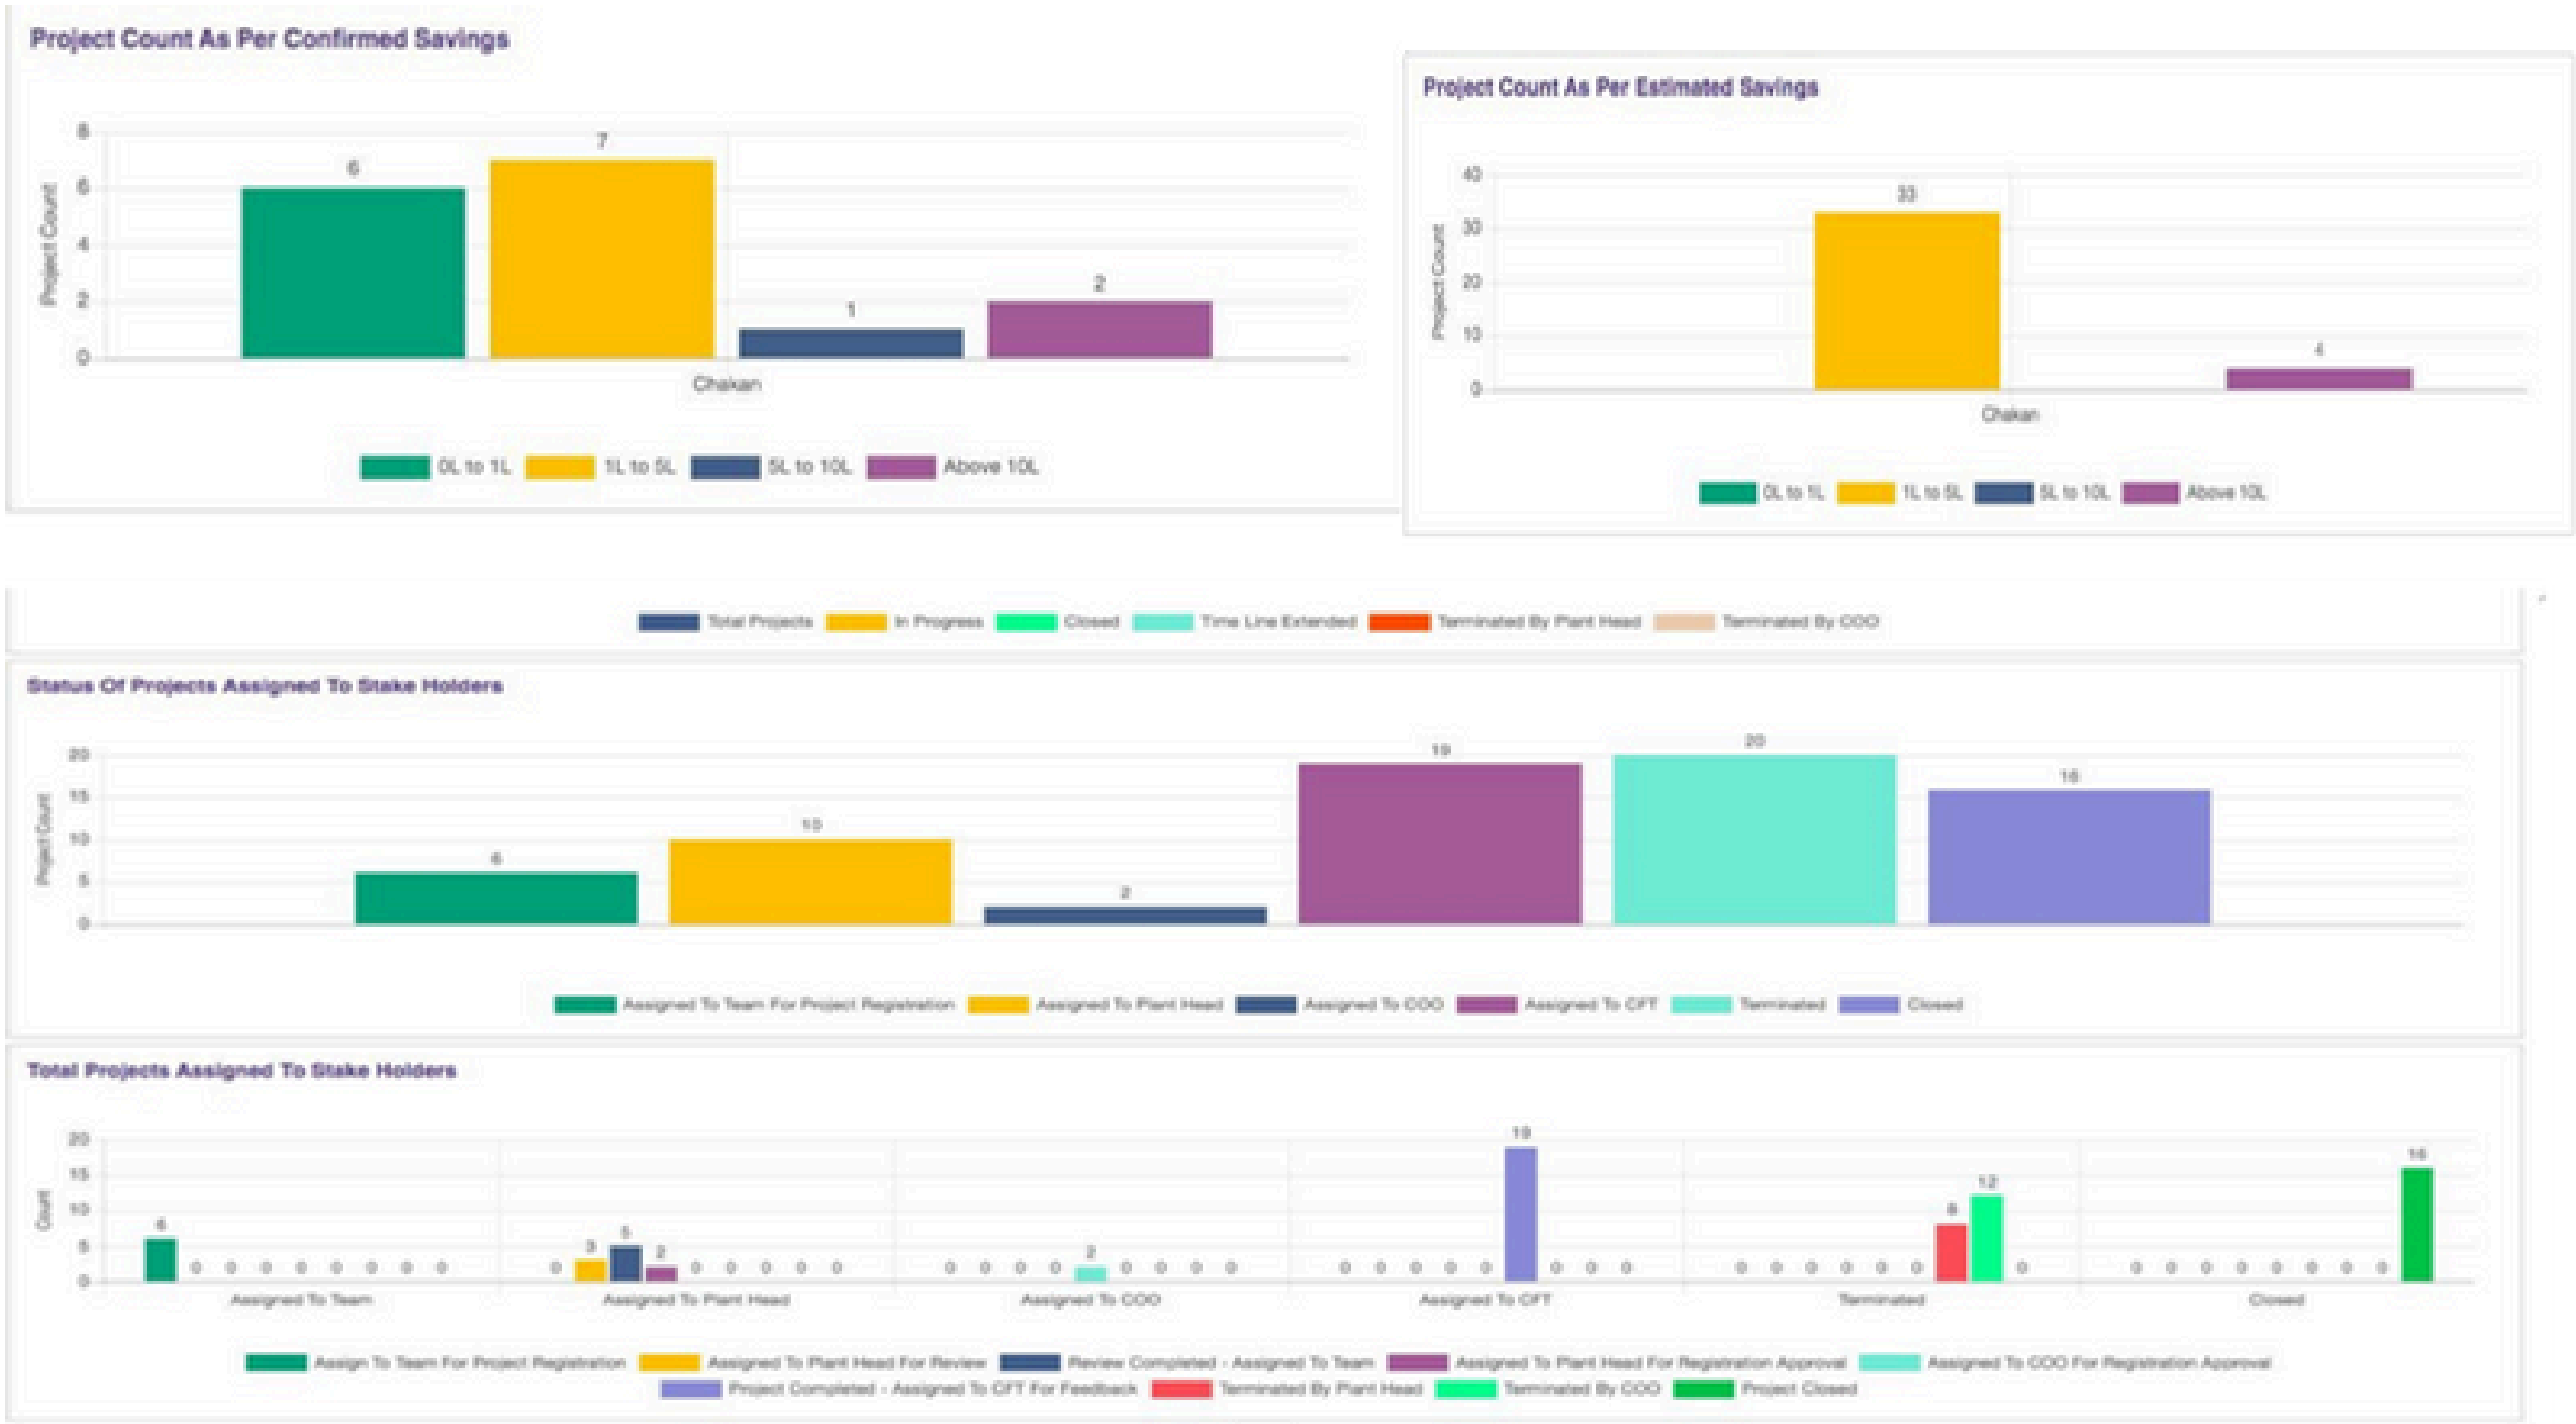 Project Count As Per Confirmed Savings
8
6
4
2
0
Project Count
6
7
1
2
Chakan
0L to 1L 1L to 5L 5L to 10L Above 10L
Project Count As Per Estimated Savings
40
30
20
10
0
Project Count
33
4
Chakan
0L to 1L 1L to 5L 5L to 10L Above 10L
Total Projects In Progress Closed Time Line Extended Terminated By Plant Head Terminated By COO
Status Of Projects Assigned To Stake Holders
20
15
10
5
0
Project Count
6
10
2
19
20
16
Assigned To Team For Project Registration Assigned To Plant Head Assigned To COO Assigned To CFT Terminated Closed
Total Projects Assigned To Stake Holders
20
15
10
5
0
Count
6 0 0 0 0 0 0 0 0
0 3 5 2 0 0 0 0 0
0 0 0 0 2 0 0 0 0
0 0 0 0 0 19 0 0 0
0 0 0 0 0 0 8 12 0
0 0 0 0 0 0 0 0 16
Assigned To Team Assigned To Plant Head Assigned To COO Assigned To CFT Terminated Closed
Assign To Team For Project Registration Assigned To Plant Head For Review Review Completed - Assigned To Team Assigned To Plant Head For Registration Approval Assigned To COO For Registration Approval
Project Completed - Assigned To CFT For Feedback Terminated By Plant Head Terminated By COO Project Closed